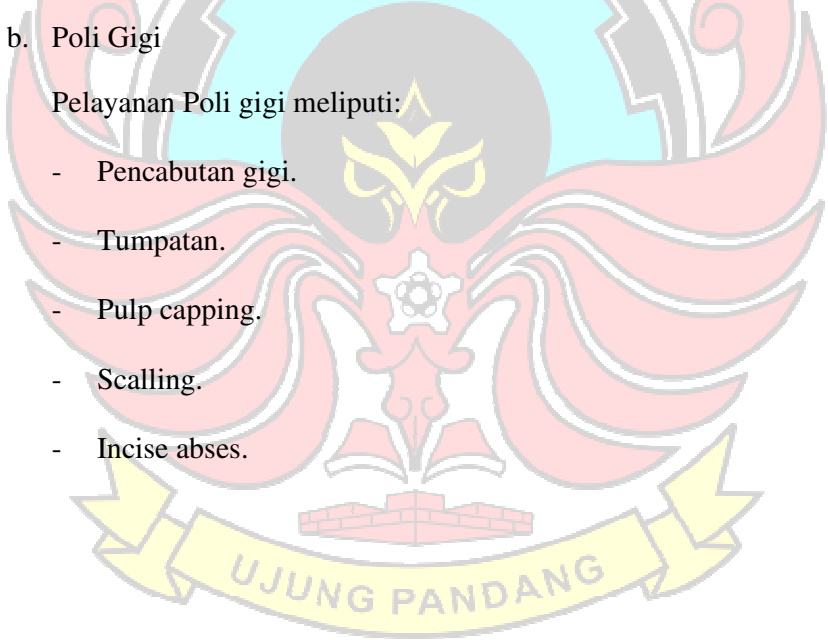 b. Poli Gigi
Pelayanan Poli gigi meliputi:
- Pencabutan gigi.
- Tumpatan.
- Pulp capping.
- Scalling.
- Incise abses.
UJUNG PANDANG